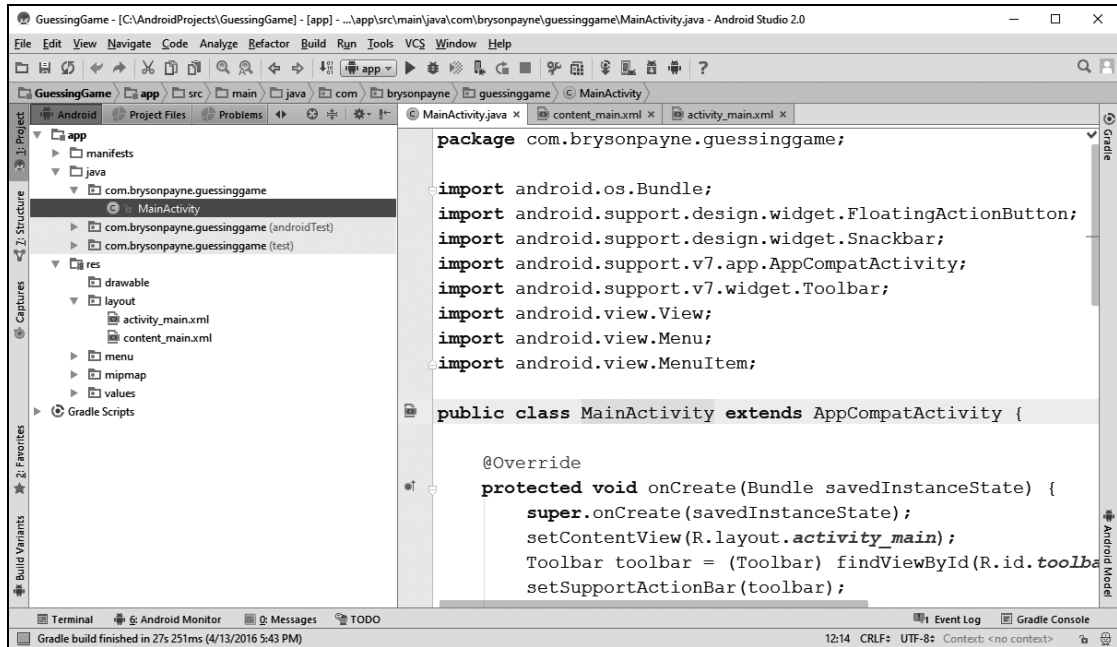 GuessingGame - [C:\AndroidProjects\GuessingGame] - [app] - ...\app\src\main\java\com\brysonpayne\guessinggame\MainActivity.java - Android Studio 2.0
File Edit View Navigate Code Analyze Refactor Build Run Tools VCS Window Help
app
GuessingGame app src main java com brysonpayne guessinggame MainActivity
Android Project Files Problems
MainActivity.java × content_main.xml × activity_main.xml ×
1: Project
7: Structure
Captures
2: Favorites
Build Variants
app
manifests
java
com.brysonpayne.guessinggame
MainActivity
com.brysonpayne.guessinggame (androidTest)
com.brysonpayne.guessinggame (test)
res
drawable
layout
activity_main.xml
content_main.xml
menu
mipmap
values
Gradle Scripts
package com.brysonpayne.guessinggame;
import android.os.Bundle;
import android.support.design.widget.FloatingActionButton;
import android.support.design.widget.Snackbar;
import android.support.v7.app.AppCompatActivity;
import android.support.v7.widget.Toolbar;
import android.view.View;
import android.view.Menu;
import android.view.MenuItem;
public class MainActivity extends AppCompatActivity {
@Override
protected void onCreate(Bundle savedInstanceState) {
super.onCreate(savedInstanceState);
setContentView(R.layout.activity_main);
Toolbar toolbar = (Toolbar) findViewById(R.id.toolba
setSupportActionBar(toolbar);
Gradle
Android Model
Terminal 6: Android Monitor 0: Messages TODO
1 Event Log Gradle Console
Gradle build finished in 27s 251ms (4/13/2016 5:43 PM)
12:14 CRLF÷ UTF-8÷ Context: <no context>